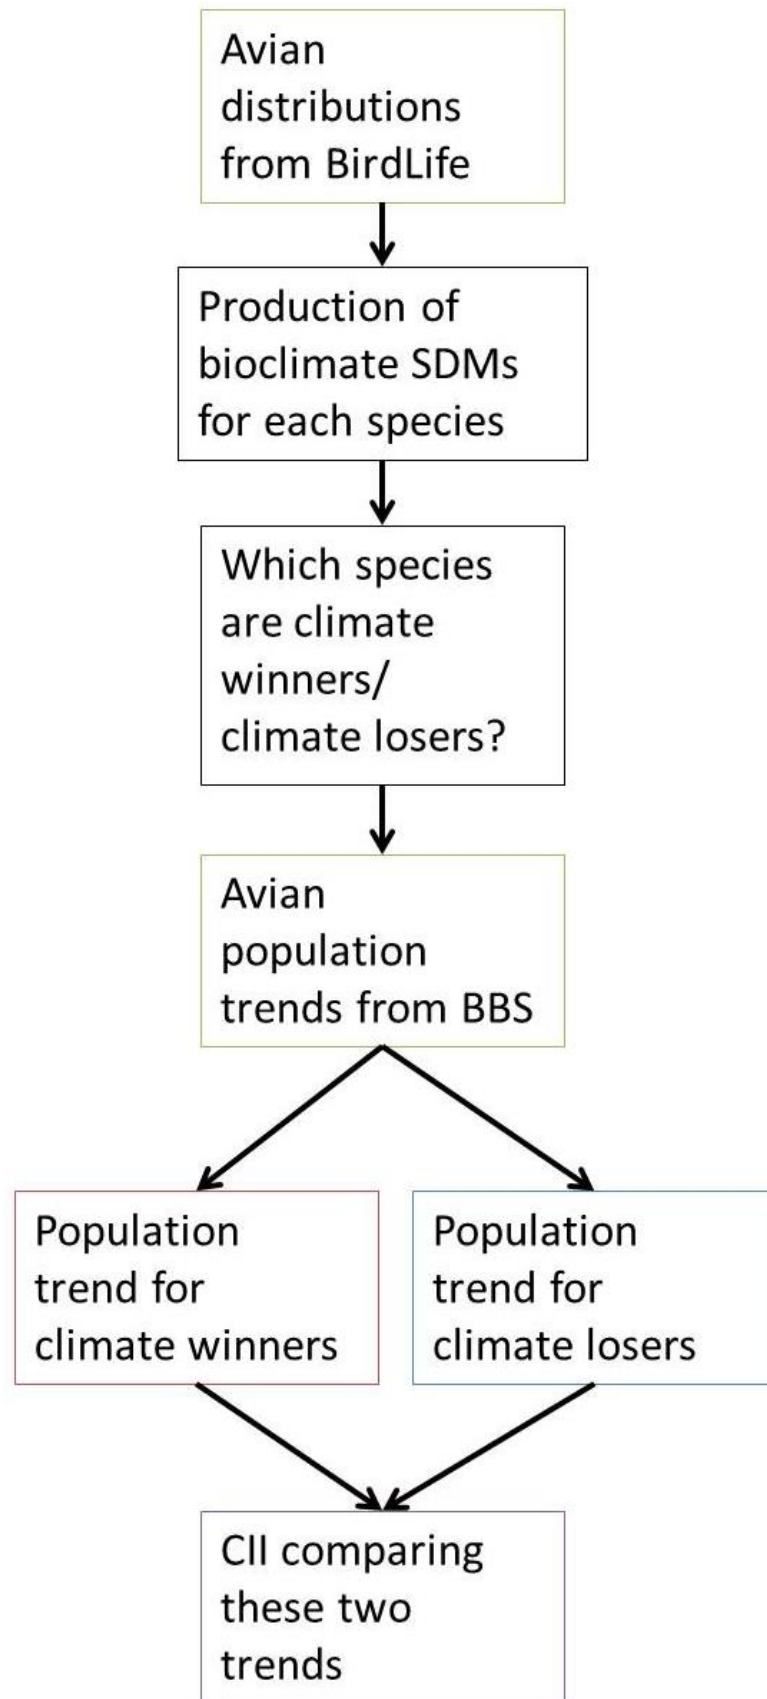 Avian
distributions
from BirdLife
Production of
bioclimate SDMs
for each species
Which species
are climate
winners/
climate losers?
Avian
population
trends from BBS
Population
trend for
climate winners
Population
trend for
climate losers
CII comparing
these two
trends